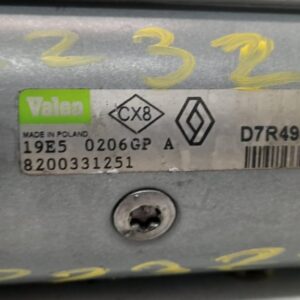 232
Valeo CX8 D7R49
MADE IN POLAND
19E5 0206GP A
8200331251